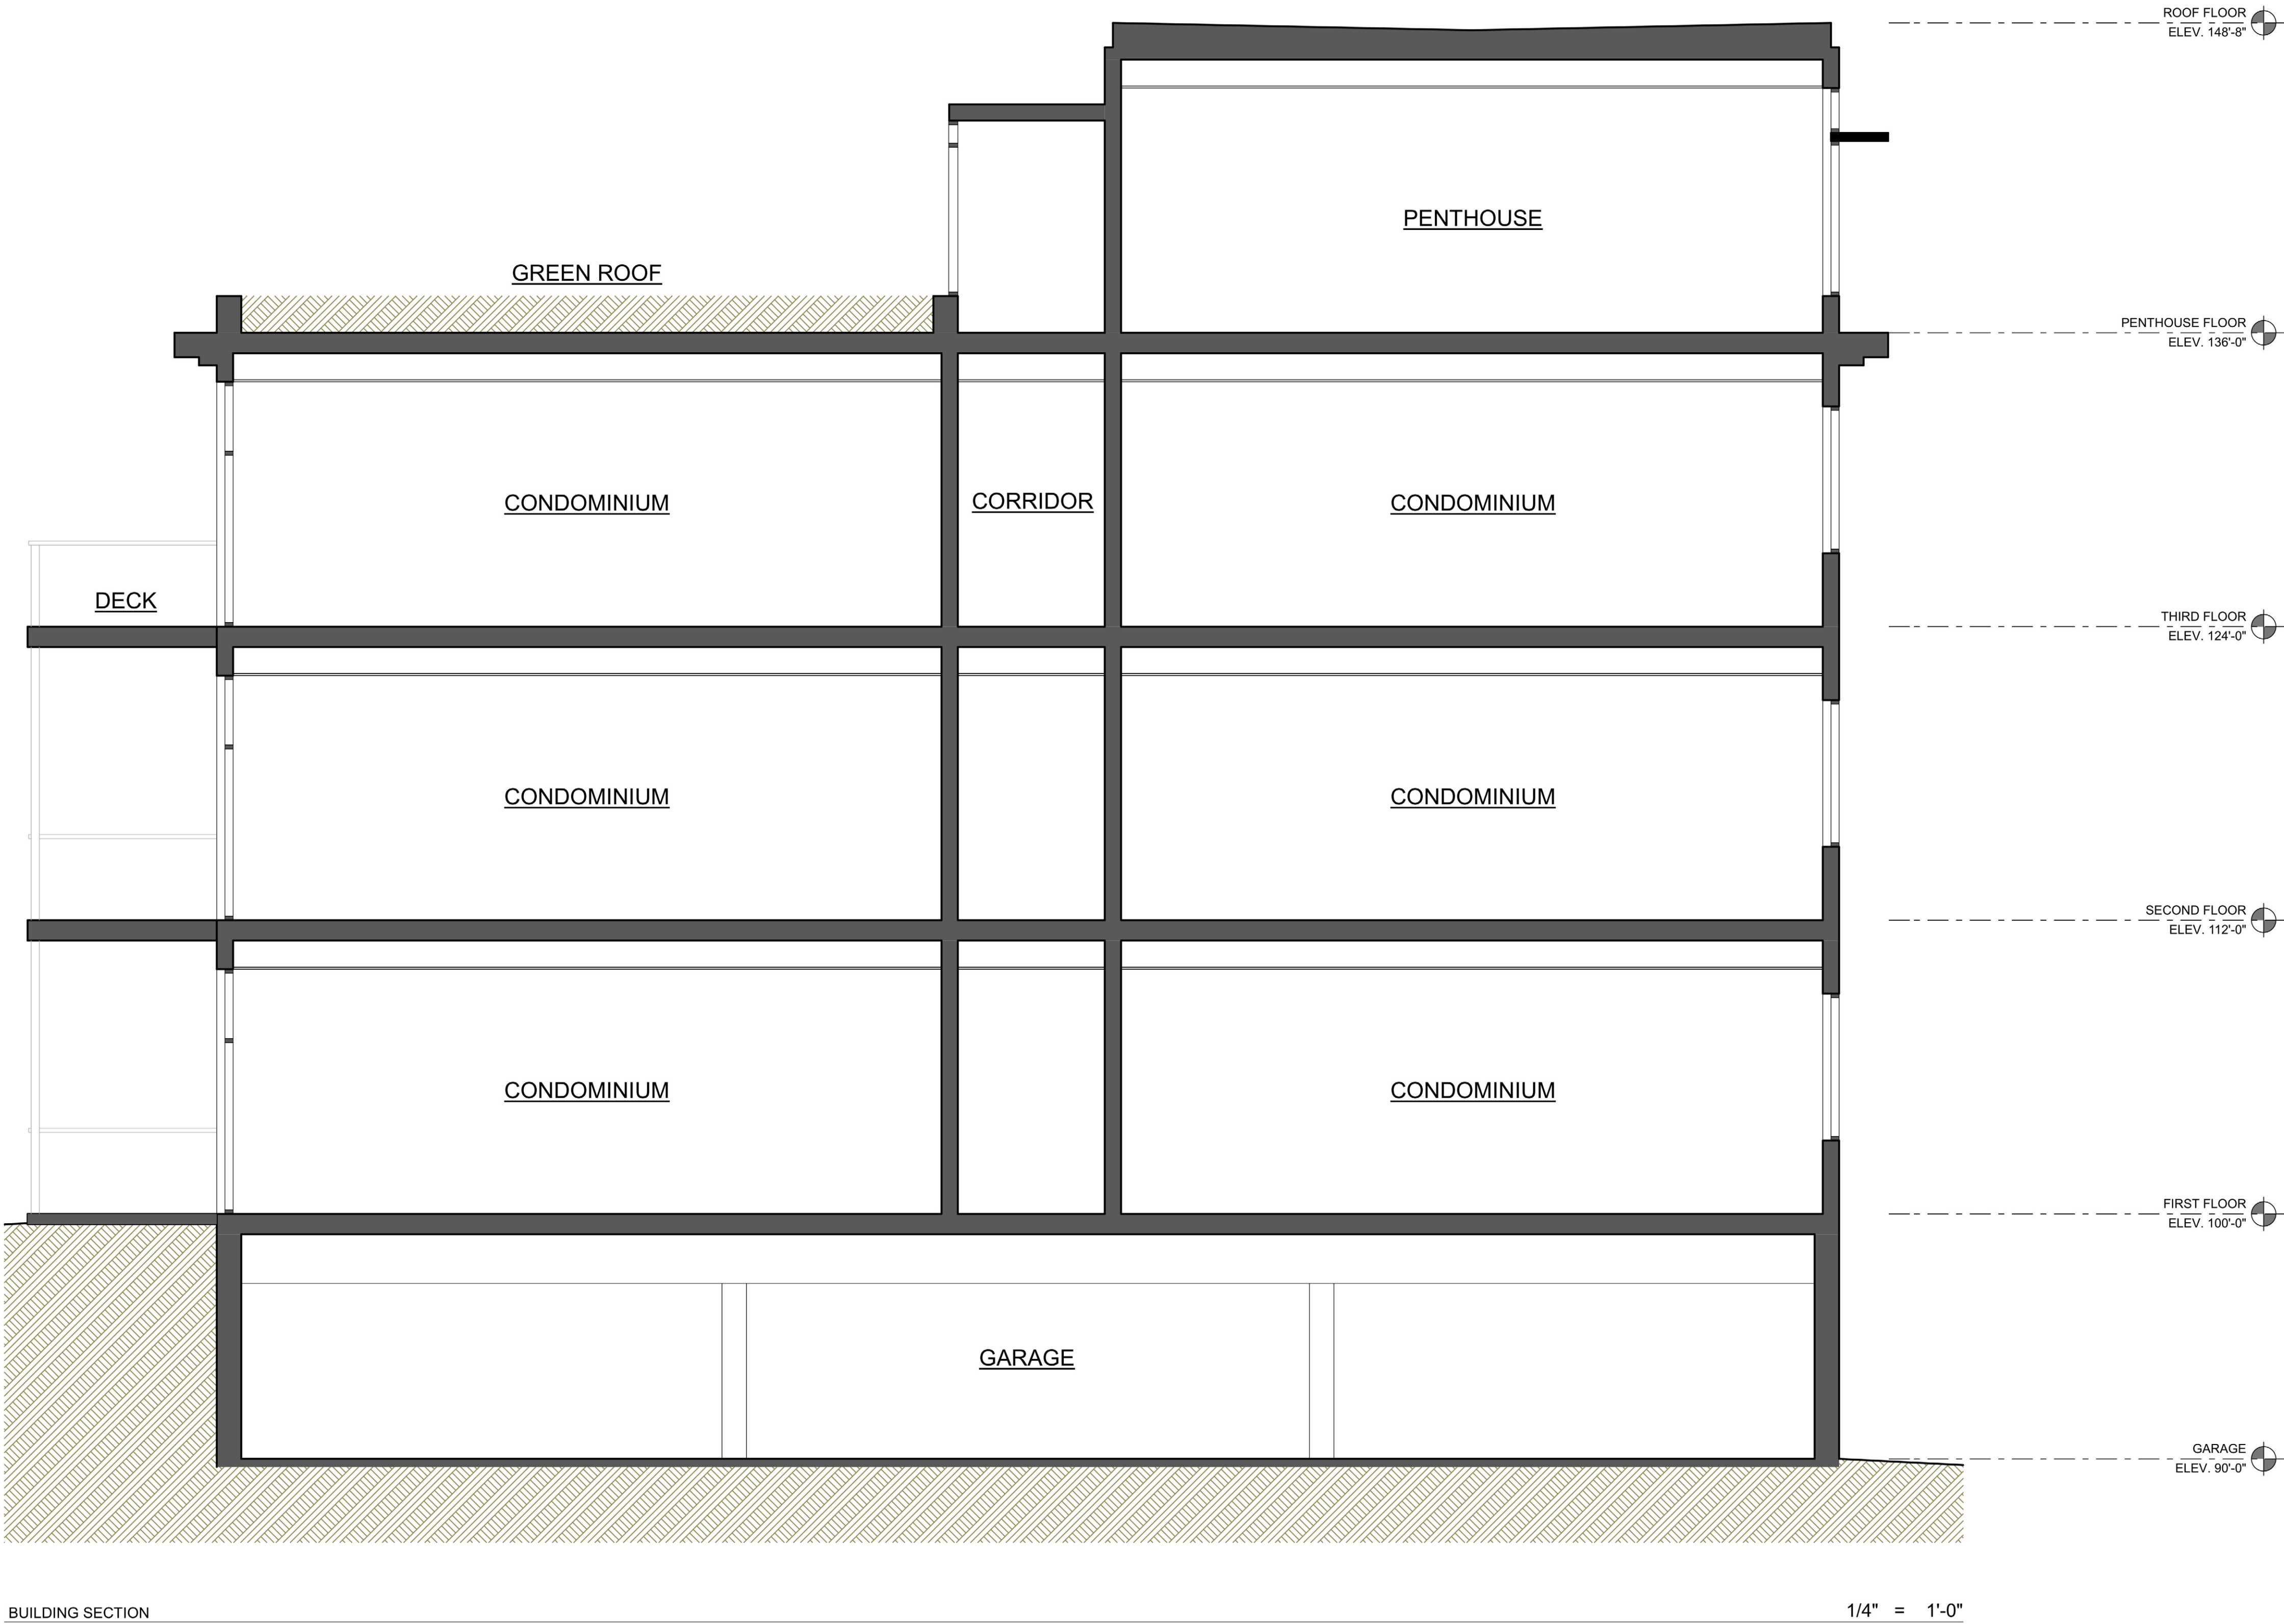 ROOF FLOOR
ELEV. 148'-8"
PENTHOUSE
GREEN ROOF
PENTHOUSE FLOOR
ELEV. 136'-0"
CONDOMINIUM
CORRIDOR
CONDOMINIUM
DECK
THIRD FLOOR
ELEV. 124'-0"
CONDOMINIUM
CONDOMINIUM
SECOND FLOOR
ELEV. 112'-0"
CONDOMINIUM
CONDOMINIUM
FIRST FLOOR
ELEV. 100'-0"
GARAGE
GARAGE
ELEV. 90'-0"
BUILDING SECTION
1/4" = 1'-0"